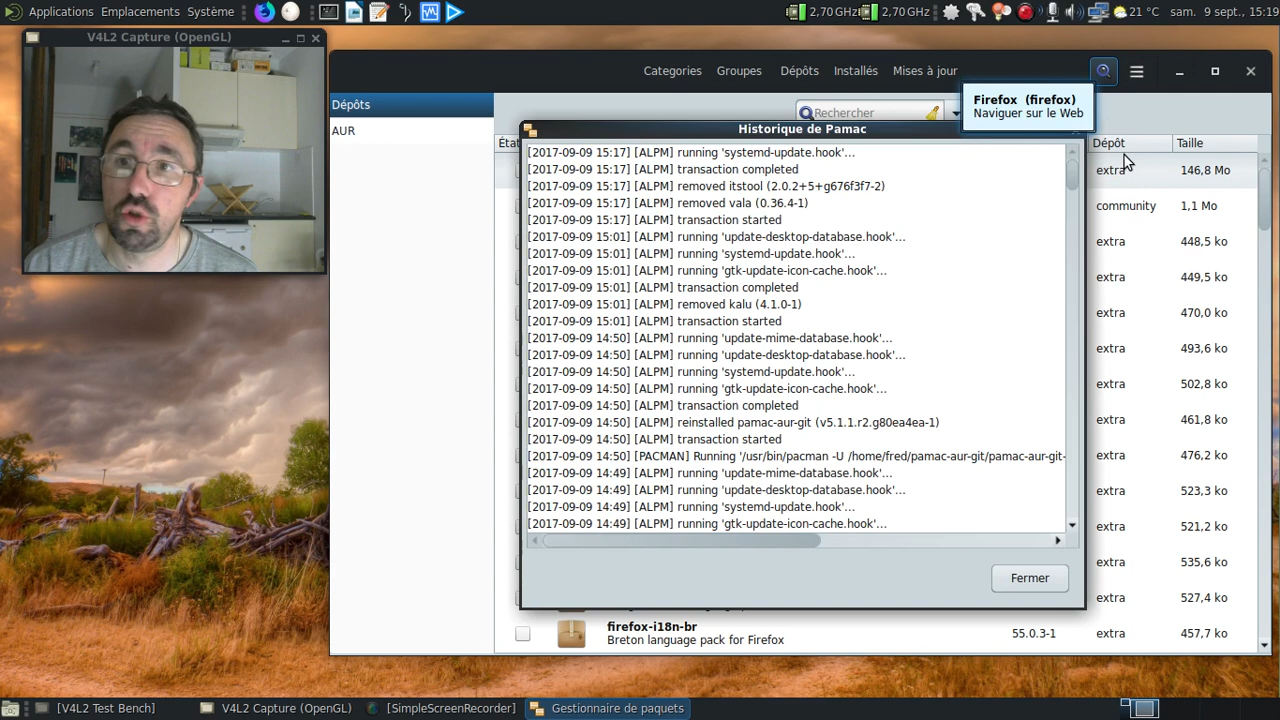 Applications Emplacements Système
2,70 GHz 2,70 GHz 21 °C sam. 9 sept., 15:19
V4L2 Capture (OpenGL)
Categories Groupes Dépôts Installés Mises à jour
Dépôts
AUR
Rechercher
Firefox (firefox)
Naviguer sur le Web
Dépôt Taille
Historique de Pamac
[2017-09-09 15:17] [ALPM] running 'systemd-update.hook'...
[2017-09-09 15:17] [ALPM] transaction completed
[2017-09-09 15:17] [ALPM] removed itstool (2.0.2+5+g676f3f7-2)
[2017-09-09 15:17] [ALPM] removed vala (0.36.4-1)
[2017-09-09 15:17] [ALPM] transaction started
[2017-09-09 15:01] [ALPM] running 'update-desktop-database.hook'...
[2017-09-09 15:01] [ALPM] running 'systemd-update.hook'...
[2017-09-09 15:01] [ALPM] running 'gtk-update-icon-cache.hook'...
[2017-09-09 15:01] [ALPM] transaction completed
[2017-09-09 15:01] [ALPM] removed kalu (4.1.0-1)
[2017-09-09 15:01] [ALPM] transaction started
[2017-09-09 14:50] [ALPM] running 'update-mime-database.hook'...
[2017-09-09 14:50] [ALPM] running 'update-desktop-database.hook'...
[2017-09-09 14:50] [ALPM] running 'systemd-update.hook'...
[2017-09-09 14:50] [ALPM] running 'gtk-update-icon-cache.hook'...
[2017-09-09 14:50] [ALPM] transaction completed
[2017-09-09 14:50] [ALPM] reinstalled pamac-aur-git (v5.1.1.r2.g80ea4ea-1)
[2017-09-09 14:50] [ALPM] transaction started
[2017-09-09 14:50] [PACMAN] Running '/usr/bin/pacman -U /home/fred/pamac-aur-git/pamac-aur-git-
[2017-09-09 14:49] [ALPM] running 'update-mime-database.hook'...
[2017-09-09 14:49] [ALPM] running 'update-desktop-database.hook'...
[2017-09-09 14:49] [ALPM] running 'systemd-update.hook'...
[2017-09-09 14:49] [ALPM] running 'gtk-update-icon-cache.hook'...
Fermer
extra 146,8 Mo
community 1,1 Mo
extra 448,5 ko
extra 449,5 ko
extra 470,0 ko
extra 493,6 ko
extra 502,8 ko
extra 461,8 ko
extra 476,2 ko
extra 523,3 ko
extra 521,2 ko
extra 535,6 ko
extra 527,4 ko
firefox-i18n-br
Breton language pack for Firefox
55.0.3-1 extra 457,7 ko
[V4L2 Test Bench] V4L2 Capture (OpenGL) [SimpleScreenRecorder] Gestionnaire de paquets